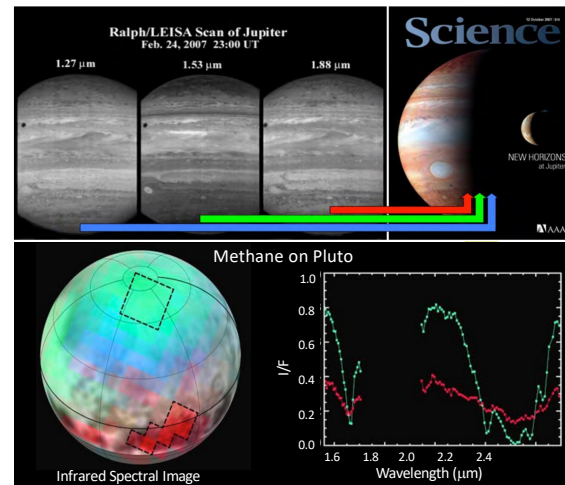 Ralph/LEISA Scan of Jupiter
Feb. 24, 2007 23:00 UT
1.27 μm
1.53 μm
1.88 μm
Science
NEW HORIZONS
at Jupiter
AAAS
Methane on Pluto
Infrared Spectral Image
I/F
1.0
0.8
0.6
0.4
0.2
0.0
1.6 1.8 2.0 2.2 2.4
Wavelength (μm)